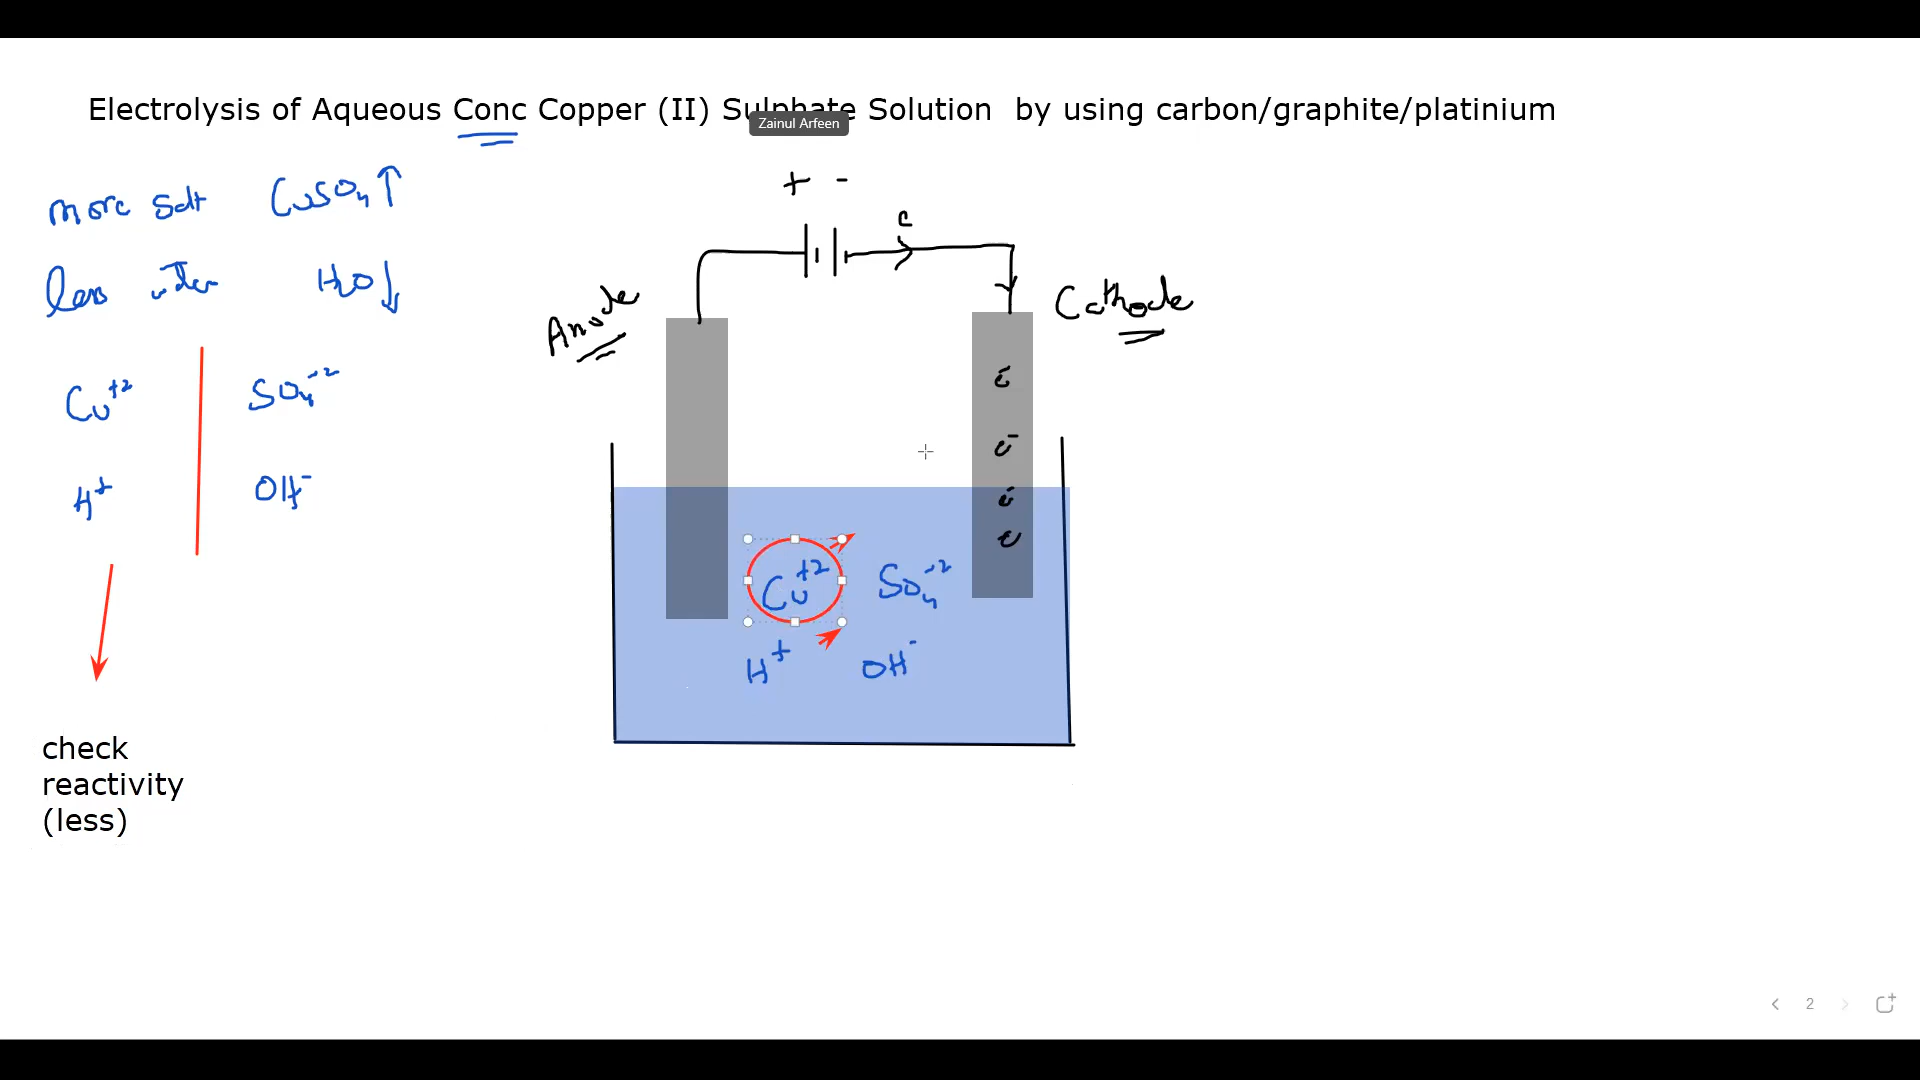 Electrolysis of Aqueous Conc Copper (II) Sulphate Solution by using carbon/graphite/platinium
Zainul Arfeen
+ -
more salt CuSO4 ↑
e
less water H2O ↓
Anode
Cathode
Cu+2 SO4-2
e-
e-
H+ OH-
e-
e-
Cu+2 SO4-2
H+ OH-
check
reactivity
(less)
2